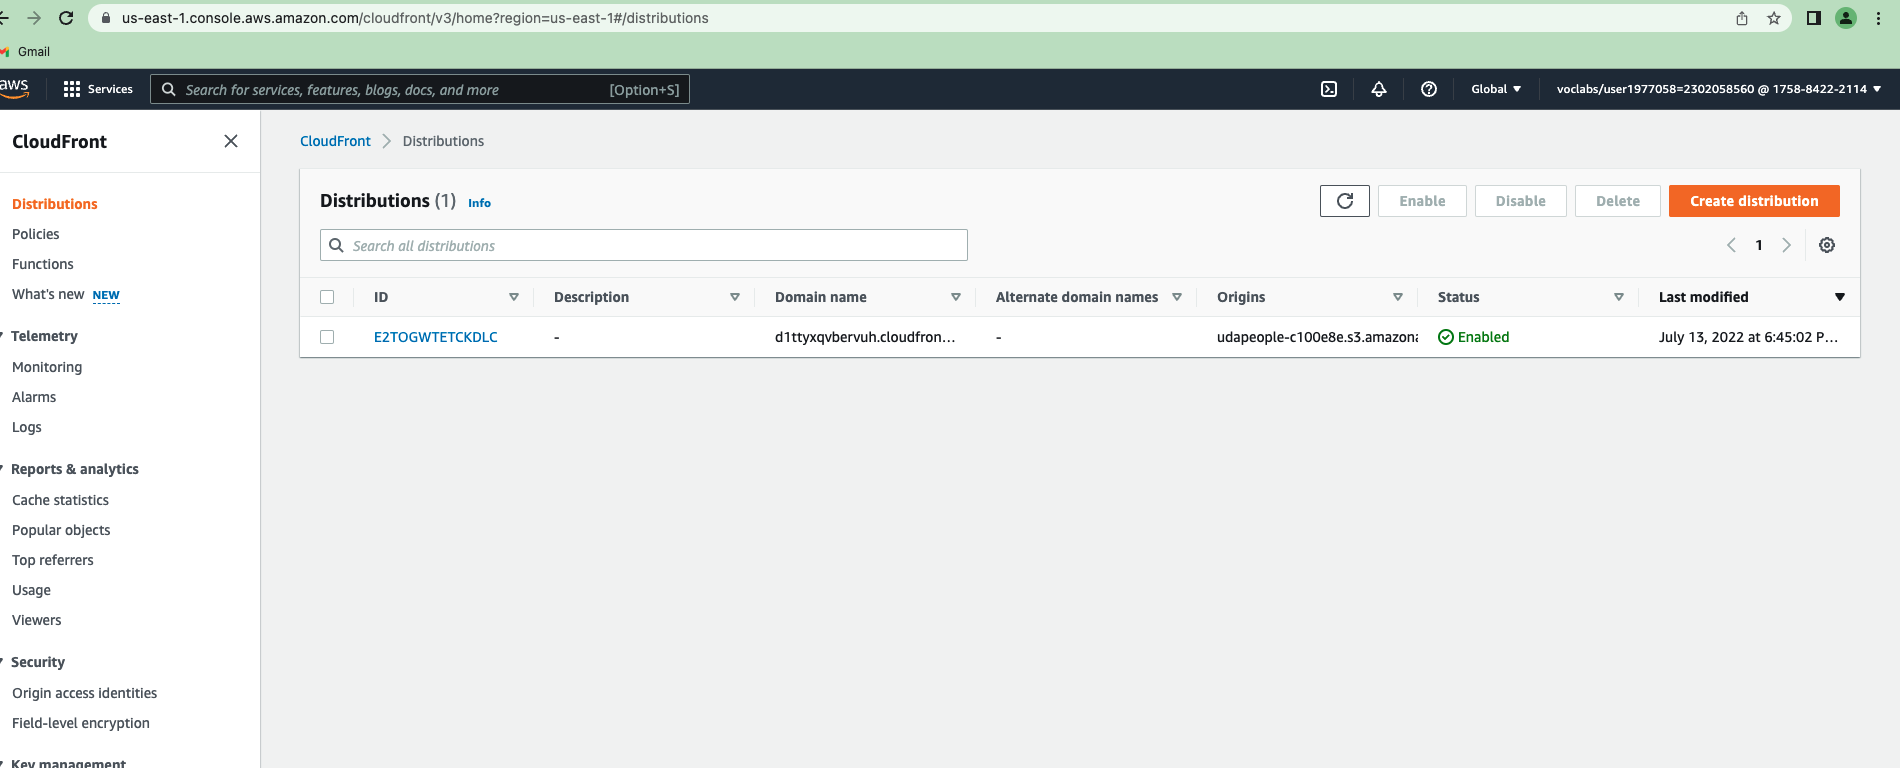 us-east-1.console.aws.amazon.com/cloudfront/v3/home?region=us-east-1#/distributions
Gmail
aws Services Search for services, features, blogs, docs, and more [Option+S] Global voclabs/user1977058=2302058560 @ 1758-8422-2114
CloudFront
Distributions
Policies
Functions
What's new NEW
Telemetry
Monitoring
Alarms
Logs
Reports & analytics
Cache statistics
Popular objects
Top referrers
Usage
Viewers
Security
Origin access identities
Field-level encryption
Key management
CloudFront Distributions
Distributions (1) Info Enable Disable Delete Create distribution
Search all distributions 1
ID Description Domain name Alternate domain names Origins Status Last modified
E2TOGWTETCKDLC - d1ttyxqvbervuh.cloudfron... - udapeople-c100e8e.s3.amazona Enabled July 13, 2022 at 6:45:02 P...